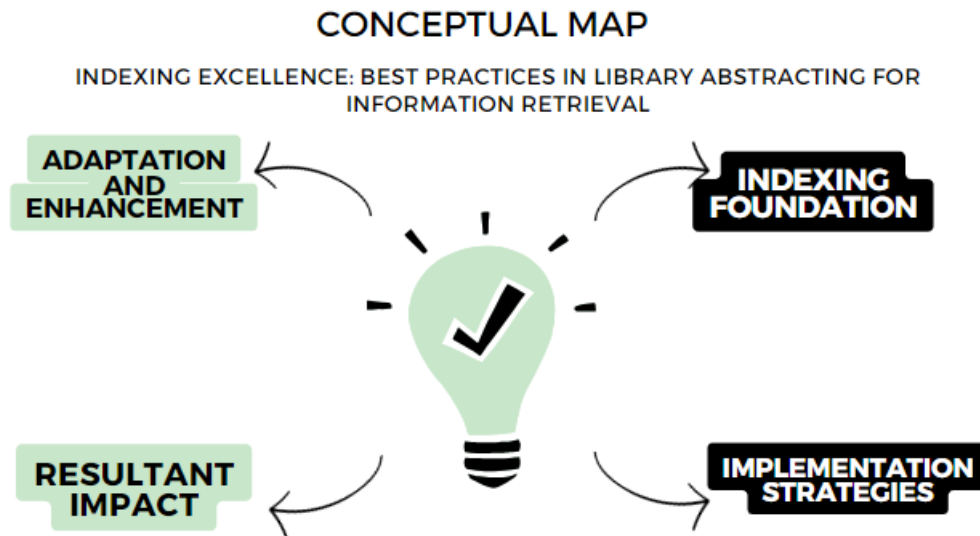 CONCEPTUAL MAP
INDEXING EXCELLENCE: BEST PRACTICES IN LIBRARY ABSTRACTING FOR
INFORMATION RETRIEVAL
ADAPTATION
AND
ENHANCEMENT
INDEXING
FOUNDATION
RESULTANT
IMPACT
IMPLEMENTATION
STRATEGIES